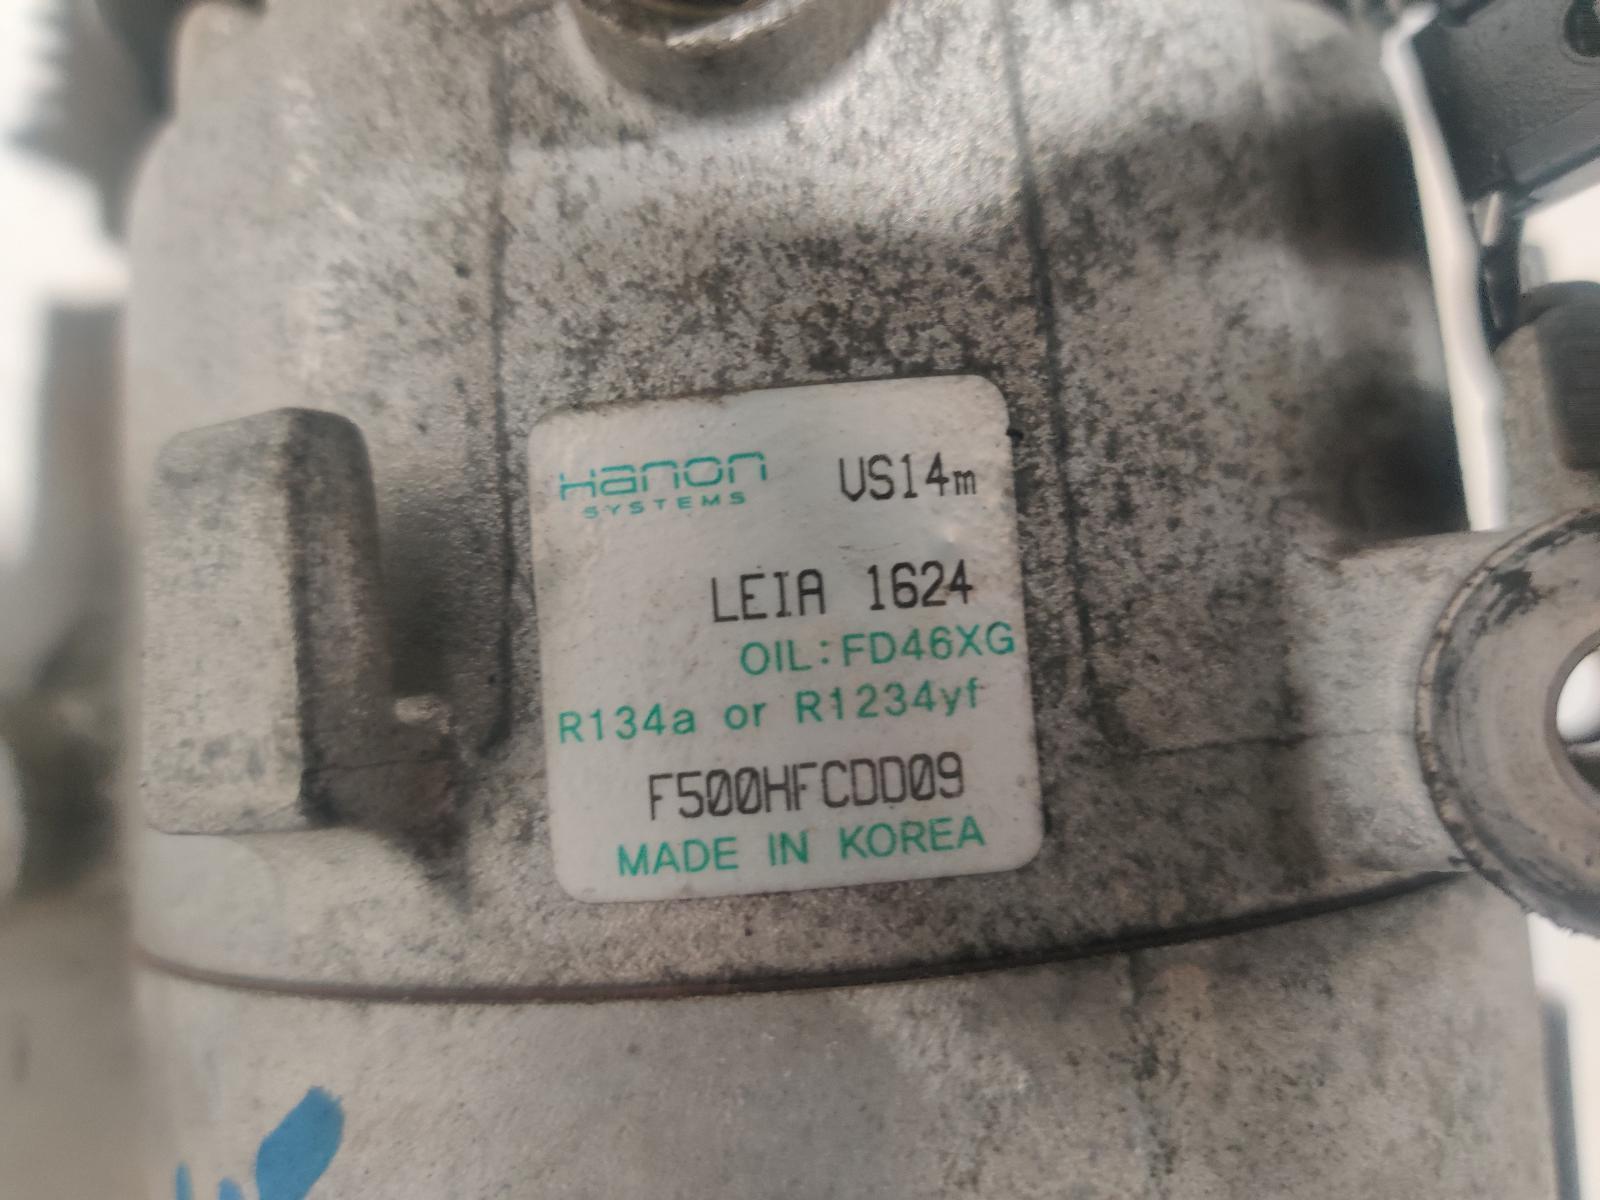 Hanon VS14m
SYSTEMS
LEIA 1624
OIL:FD46XG
R134a or R1234yf
F500HFCDD09
MADE IN KOREA